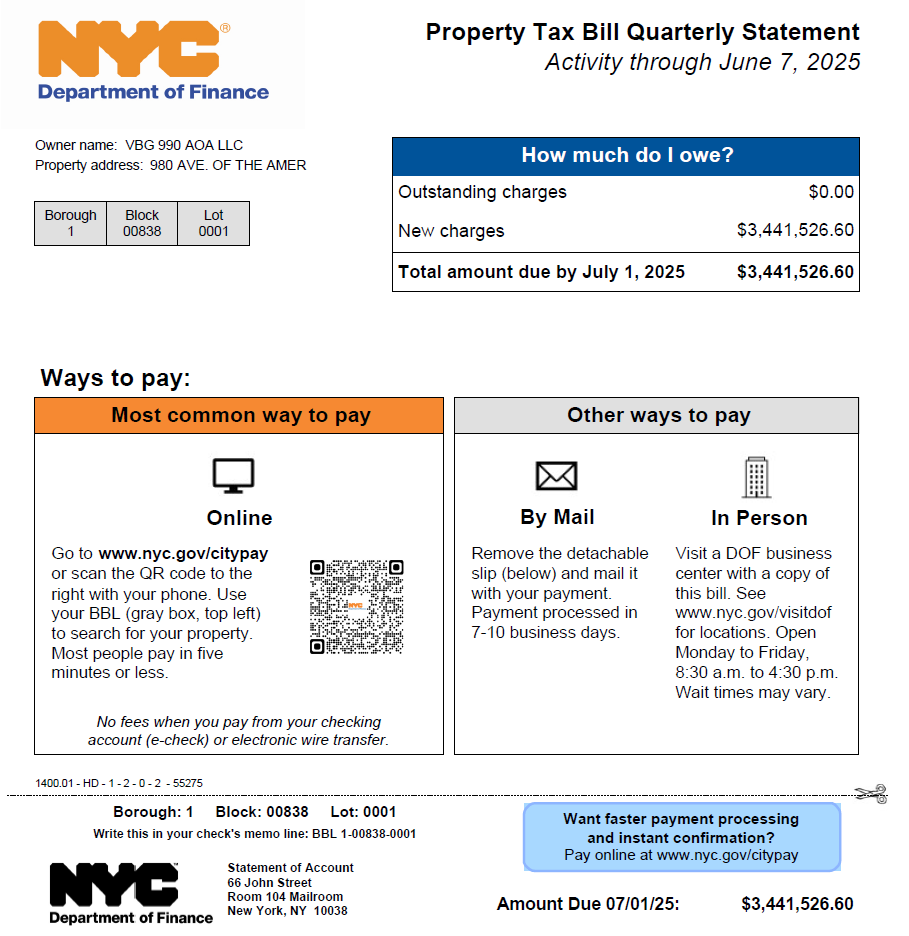 NYC®
Department of Finance
Property Tax Bill Quarterly Statement
Activity through June 7, 2025
Owner name: VBG 990 AOA LLC
Property address: 980 AVE. OF THE AMER
Borough Block Lot
1 00838 0001
How much do I owe?
Outstanding charges $0.00
New charges $3,441,526.60
Total amount due by July 1, 2025 $3,441,526.60
Ways to pay:
Most common way to pay
Online
Go to www.nyc.gov/citypay
or scan the QR code to the
right with your phone. Use
your BBL (gray box, top left)
to search for your property.
Most people pay in five
minutes or less.
NYC
No fees when you pay from your checking
account (e-check) or electronic wire transfer.
Other ways to pay
By Mail
Remove the detachable
slip (below) and mail it
with your payment.
Payment processed in
7-10 business days.
In Person
Visit a DOF business
center with a copy of
this bill. See
www.nyc.gov/visitdof
for locations. Open
Monday to Friday,
8:30 a.m. to 4:30 p.m.
Wait times may vary.
1400.01 - HD - 1 - 2 - 0 - 2 - 55275
Borough: 1 Block: 00838 Lot: 0001
Write this in your check's memo line: BBL 1-00838-0001
Want faster payment processing
and instant confirmation?
Pay online at www.nyc.gov/citypay
NYC™
Department of Finance
Statement of Account
66 John Street
Room 104 Mailroom
New York, NY 10038
Amount Due 07/01/25: $3,441,526.60